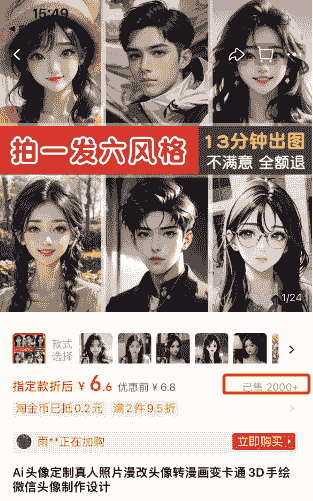 15:49
拍一发六风格
13分钟出图
不满意 全额退
1/24
款式
选择
指定款折后 ¥6.6 优惠前 ¥6.8
已售 2000+
淘金币已抵0.2元
满2件9.5折
雨**正在加购
立即购买
Ai头像定制真人照片漫改头像转漫画变卡通3D手绘
微信头像制作设计